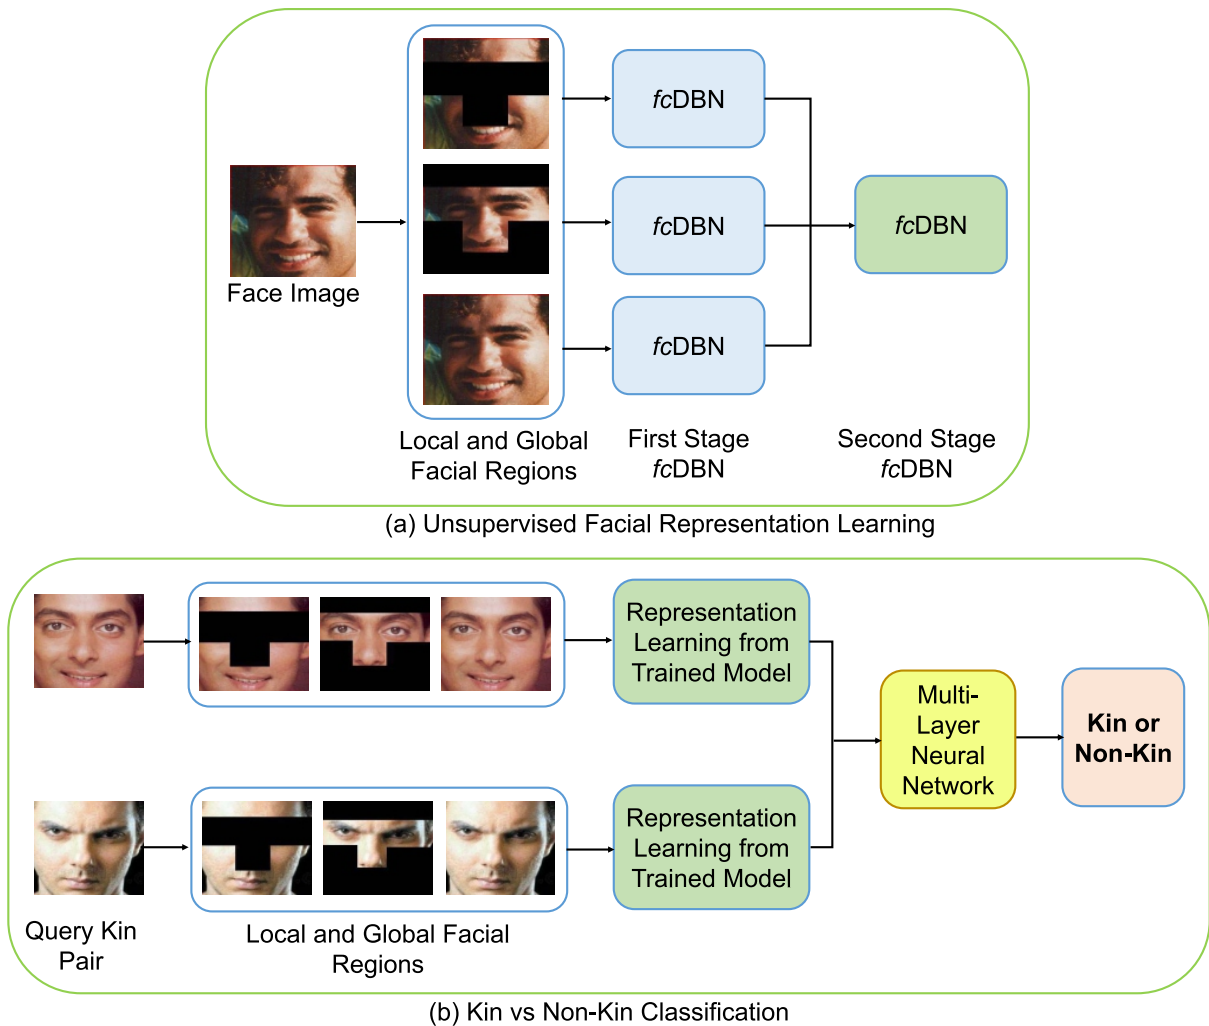 fcDBN
fcDBN
fcDBN
fcDBN
Face Image
Local and Global
Facial Regions
First Stage
fcDBN
Second Stage
fcDBN
(a) Unsupervised Facial Representation Learning
Representation
Learning from
Trained Model
Multi-
Layer
Neural
Network
Kin or
Non-Kin
Representation
Learning from
Trained Model
Query Kin
Pair
Local and Global Facial
Regions
(b) Kin vs Non-Kin Classification